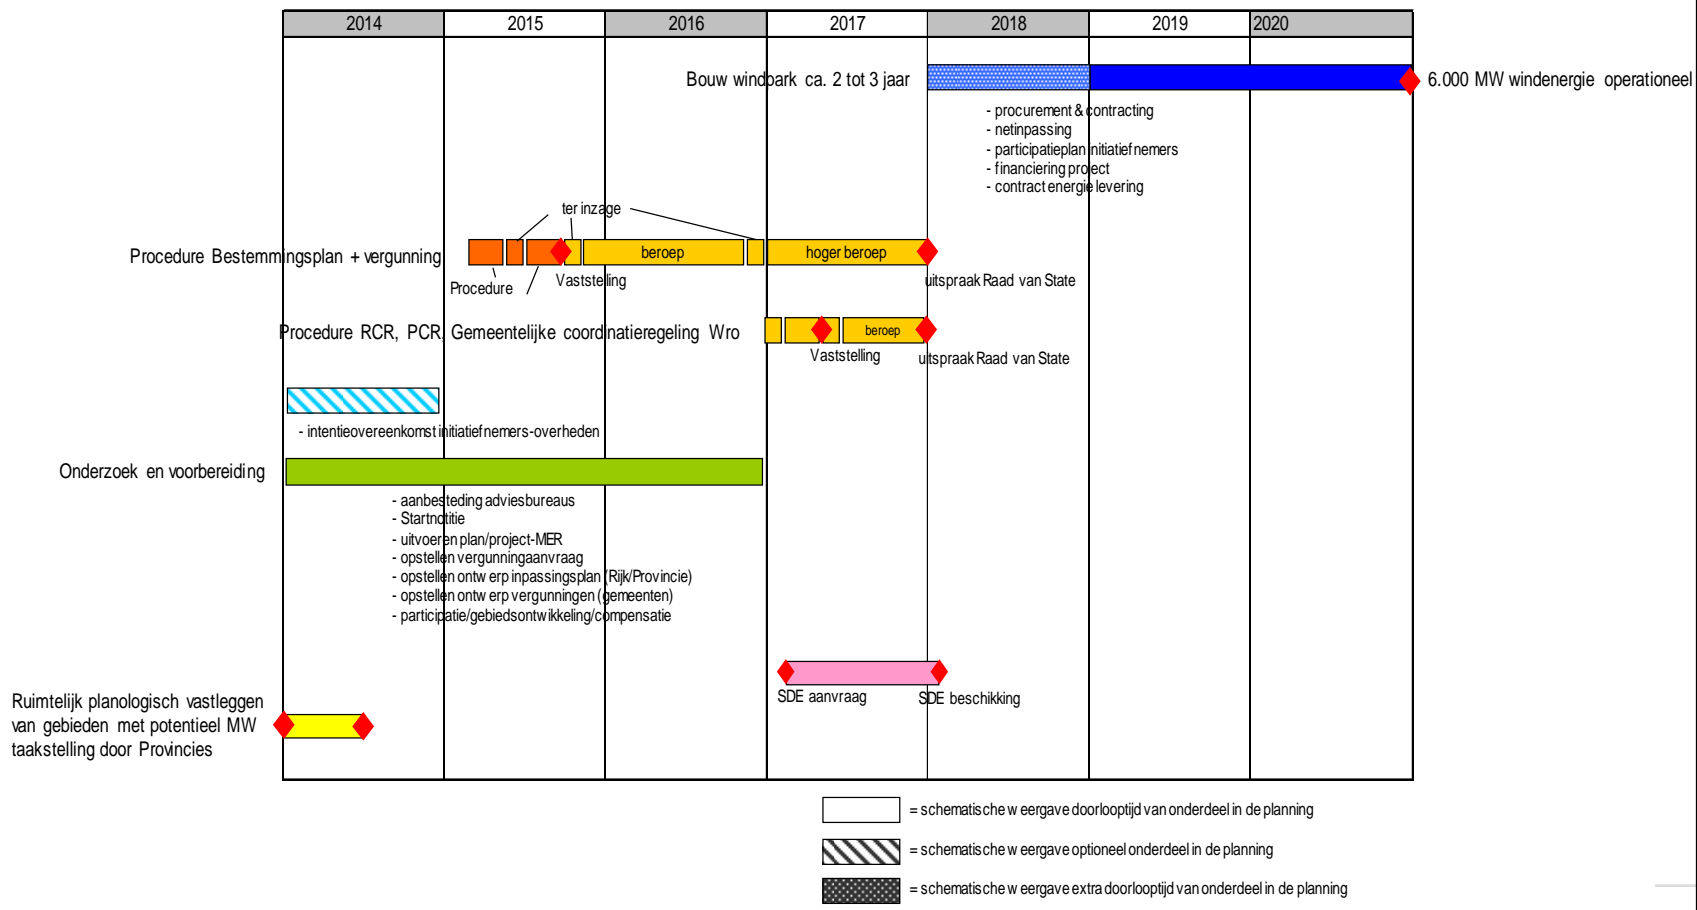 2014 2015 2016 2017 2018 2019 2020
Bouw windpark ca. 2 tot 3 jaar
6.000 MW windenergie operationeel
- procurement & contracting
- netinpassing
- participatieplan initiatiefnemers
- financiering project
- contract energie levering
ter inzage
Procedure Bestemmingsplan + vergunning
beroep
hoger beroep
Procedure
Vaststelling
uitspraak Raad van State
Procedure RCR, PCR, Gemeentelijke coordinatieregeling Wro
beroep
Vaststelling
uitspraak Raad van State
- intentieovereenkomst initiatiefnemers-overheden
Onderzoek en voorbereiding
- aanbesteding adviesbureaus
- Startnotitie
- uitvoeren plan/project-MER
- opstellen vergunningaanvraag
- opstellen ontwerp inpassingsplan (Rijk/Provincie)
- opstellen ontwerp vergunningen (gemeenten)
- participatie/gebiedsontwikkeling/compensatie
SDE aanvraag
SDE beschikking
Ruimtelijk planologisch vastleggen
van gebieden met potentieel MW
taakstelling door Provincies
= schematische weergave doorlooptijd van onderdeel in de planning
= schematische weergave optioneel onderdeel in de planning
= schematische weergave extra doorlooptijd van onderdeel in de planning